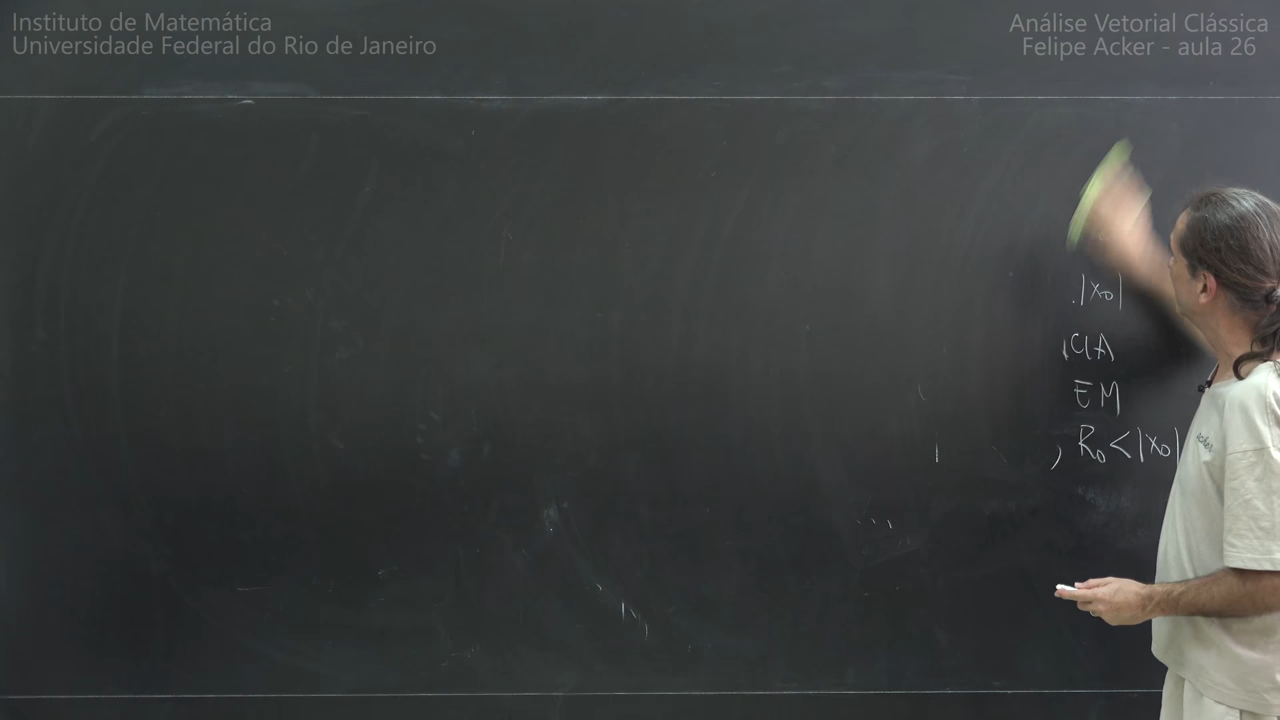 Instituto de Matemática
Universidade Federal do Rio de Janeiro
Análise Vetorial Clássica
Felipe Acker - aula 26
|x₀|
EM
, R₀ < |x₀|